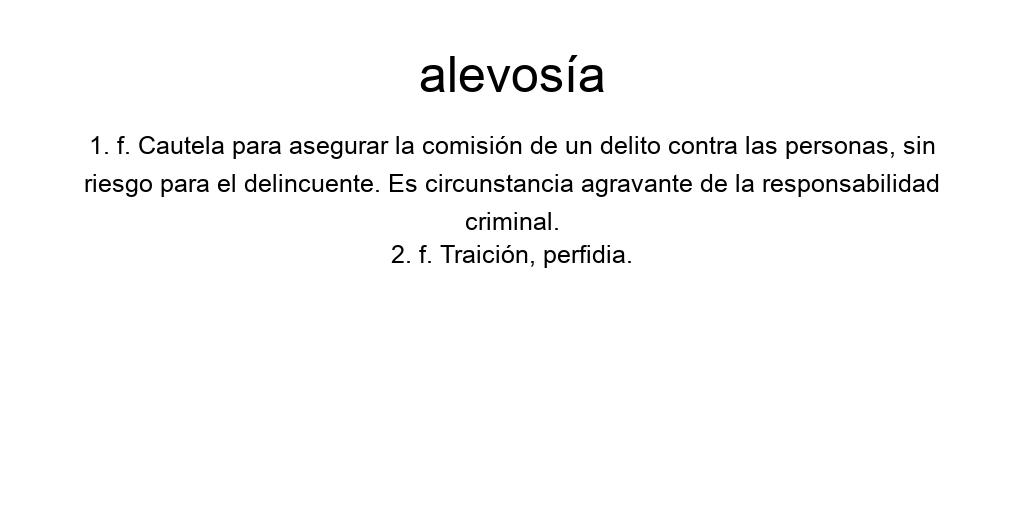 alevosía
1. f. Cautela para asegurar la comisión de un delito contra las personas, sin
riesgo para el delincuente. Es circunstancia agravante de la responsabilidad
criminal.
2. f. Traición, perfidia.